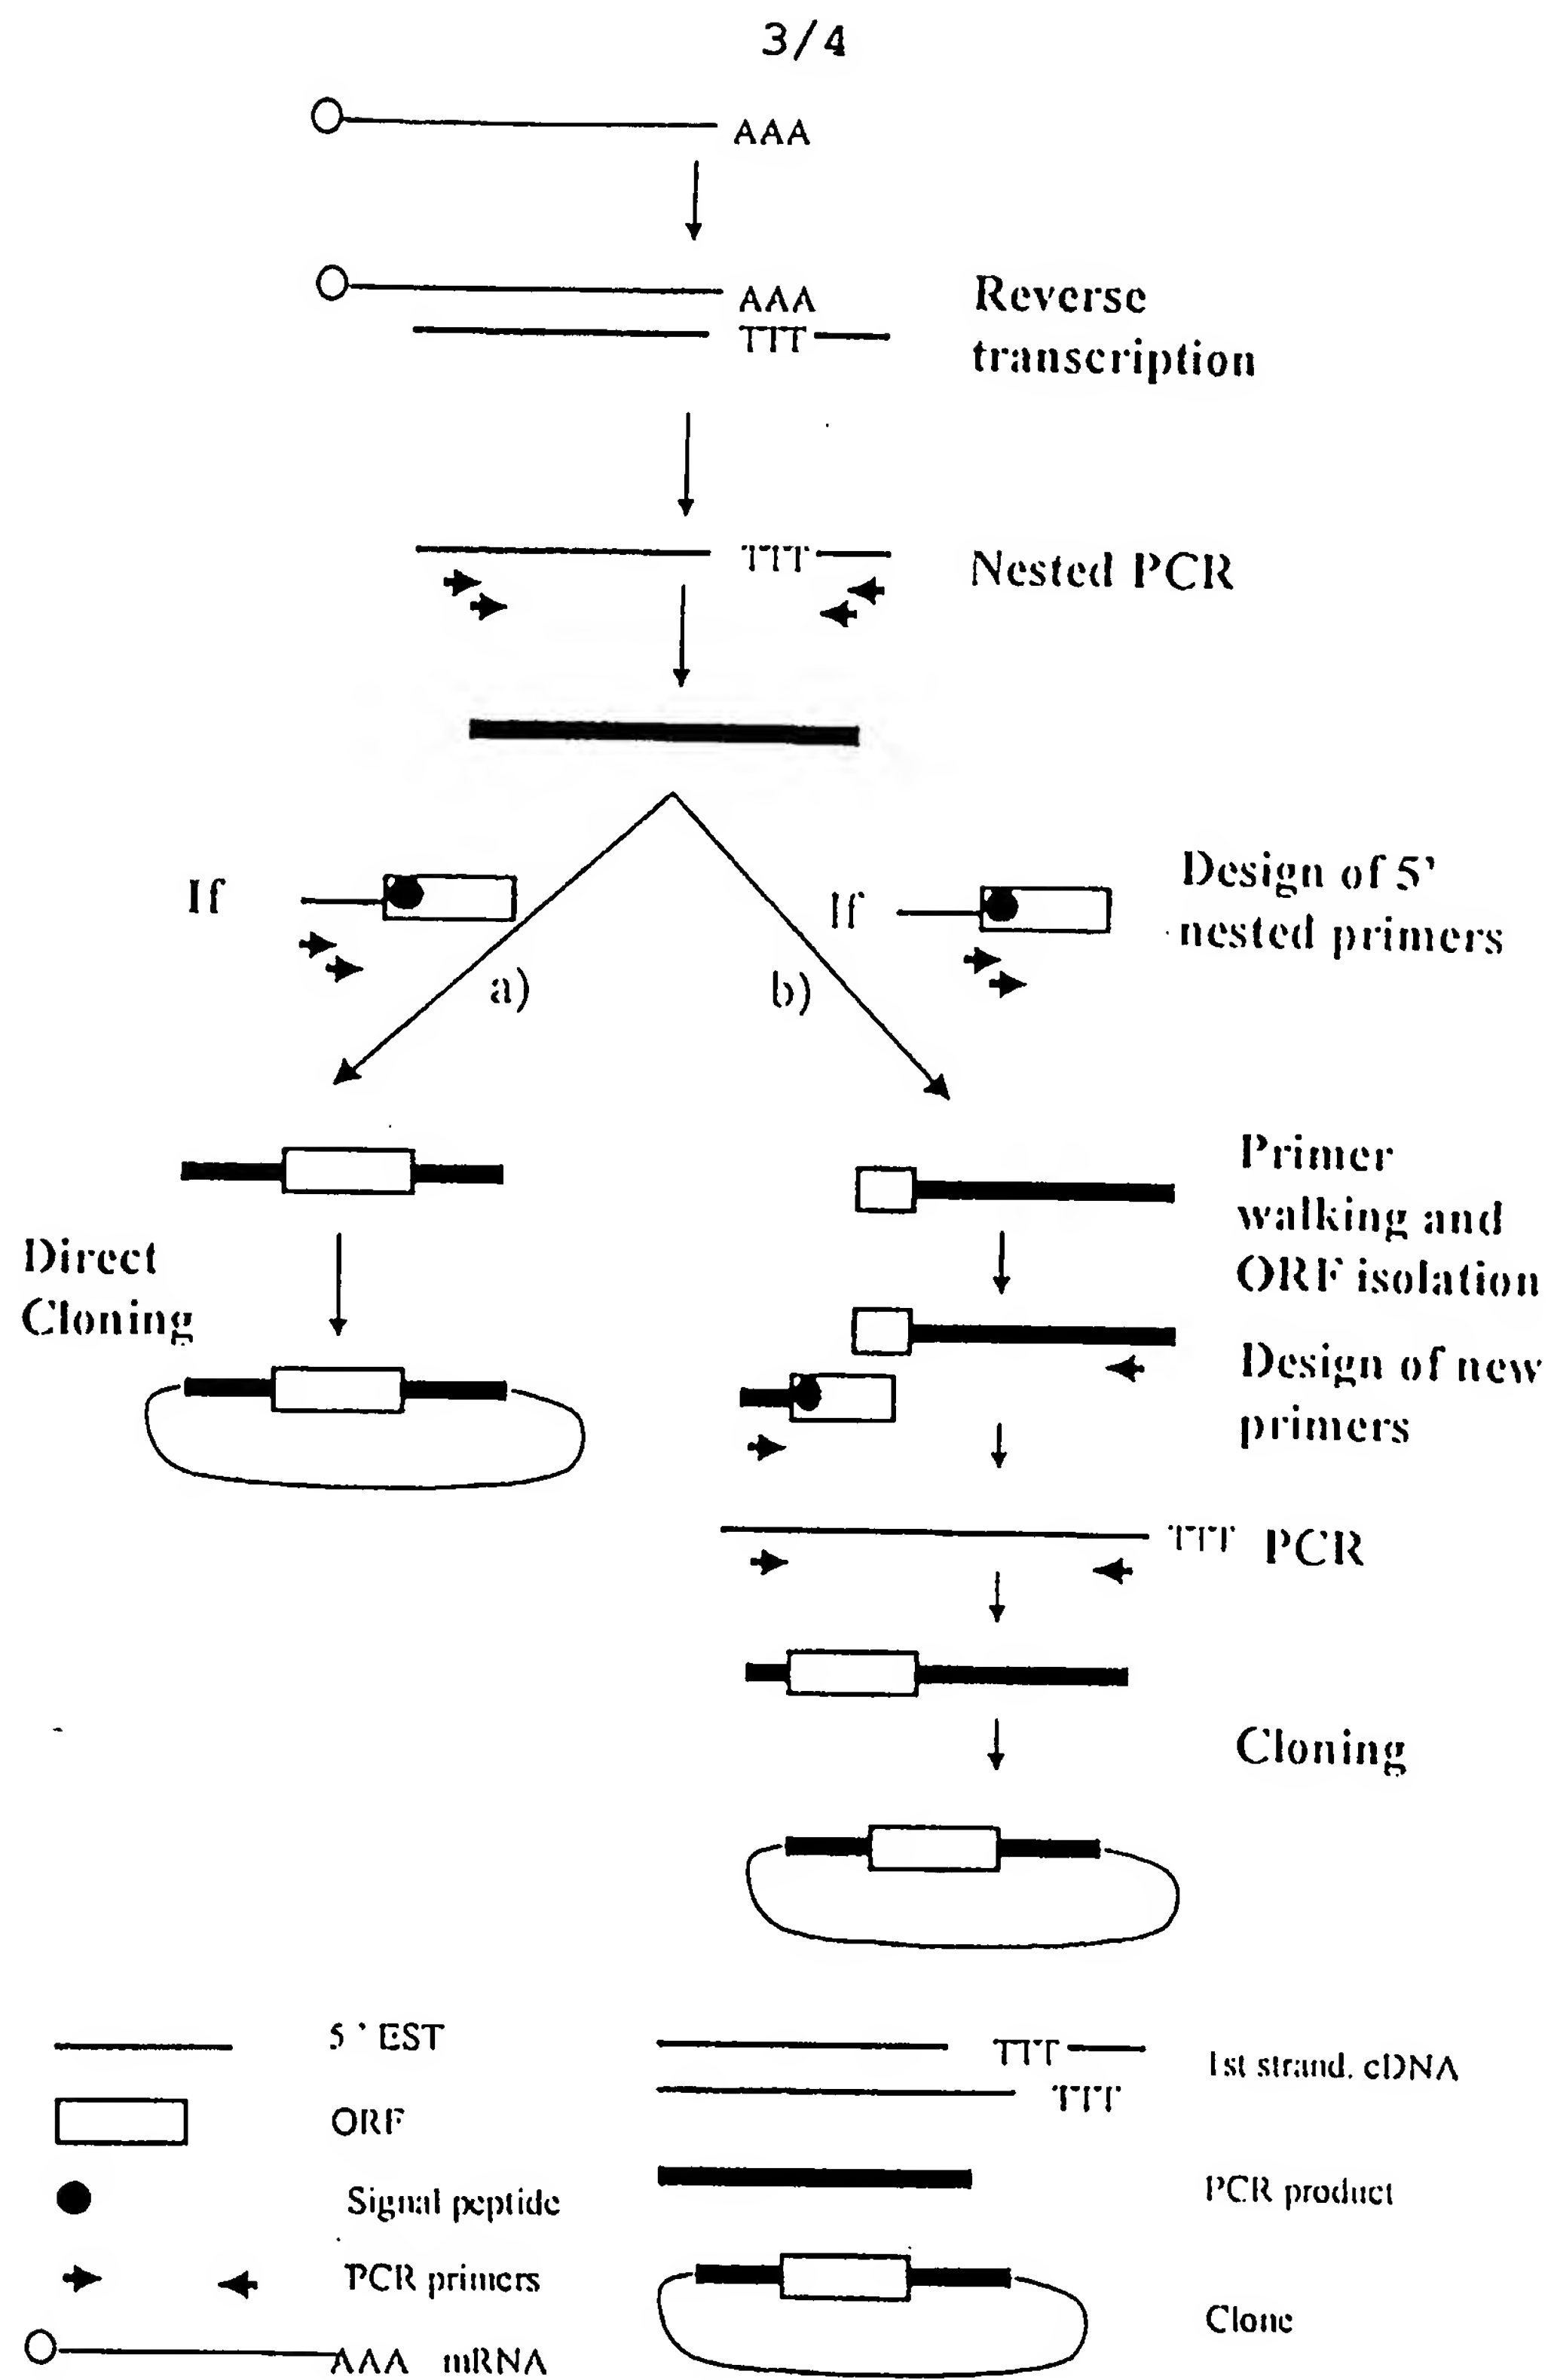 3/4
AAA
AAA
TTT
Reverse
transcription
TTT
Nested PCR
If
If
Design of 5'
nested primers
a)
b)
Primer
walking and
ORF isolation
Direct
Cloning
Design of new
primers
TTT PCR
Cloning
5' EST
TTT
1st strand. cDNA
TTT
ORF
Signal peptide
PCR product
PCR primers
Clone
AAA mRNA